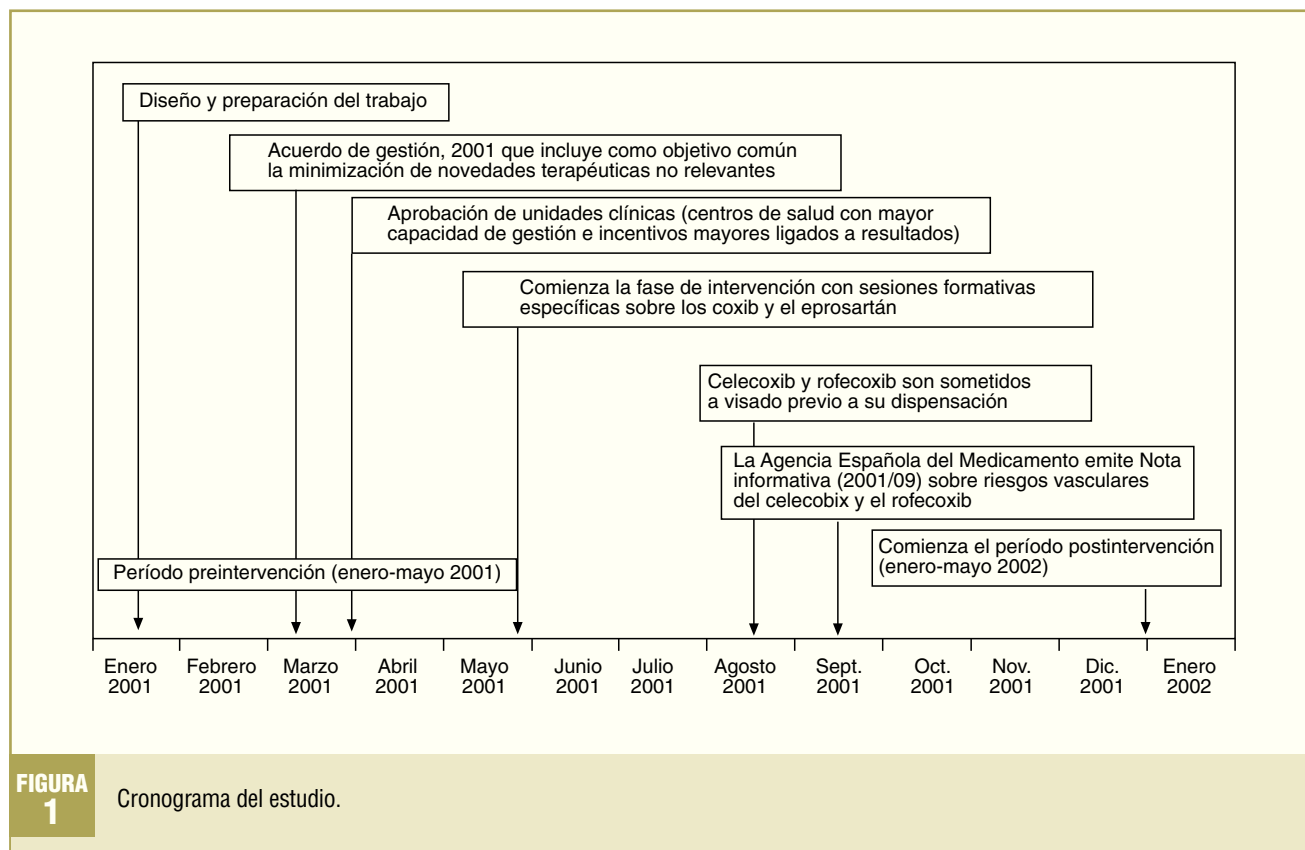 Diseño y preparación del trabajo
Acuerdo de gestión, 2001 que incluye como objetivo común
la minimización de novedades terapéuticas no relevantes
Aprobación de unidades clínicas (centros de salud con mayor
capacidad de gestión e incentivos mayores ligados a resultados)
Comienza la fase de intervención con sesiones formativas
específicas sobre los coxib y el eprosartán
Celecoxib y rofecoxib son sometidos
a visado previo a su dispensación
La Agencia Española del Medicamento emite Nota
informativa (2001/09) sobre riesgos vasculares
del celecobix y el rofecoxib
Comienza el período postintervención
(enero-mayo 2002)
Período preintervención (enero-mayo 2001)
Enero 2001
Febrero 2001
Marzo 2001
Abril 2001
Mayo 2001
Junio 2001
Julio 2001
Agosto 2001
Sept. 2001
Oct. 2001
Nov. 2001
Dic. 2001
Enero 2002
FIGURA 1
Cronograma del estudio.